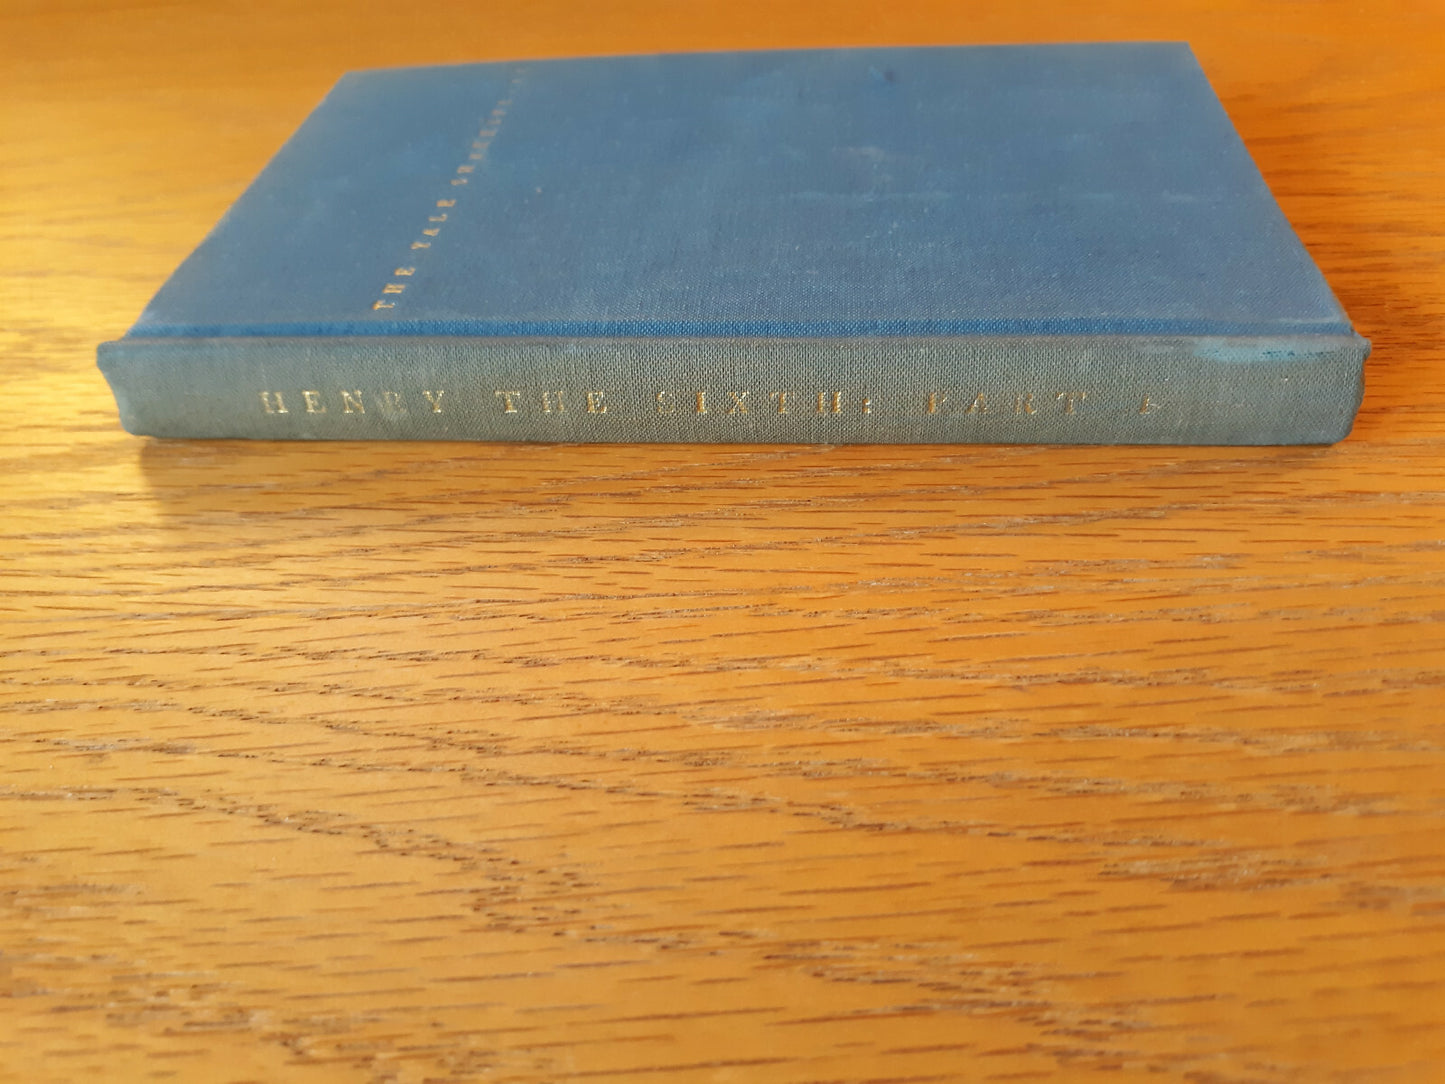 THE YALE SHAKESPEARE
HENRY THE SIXTH: PART